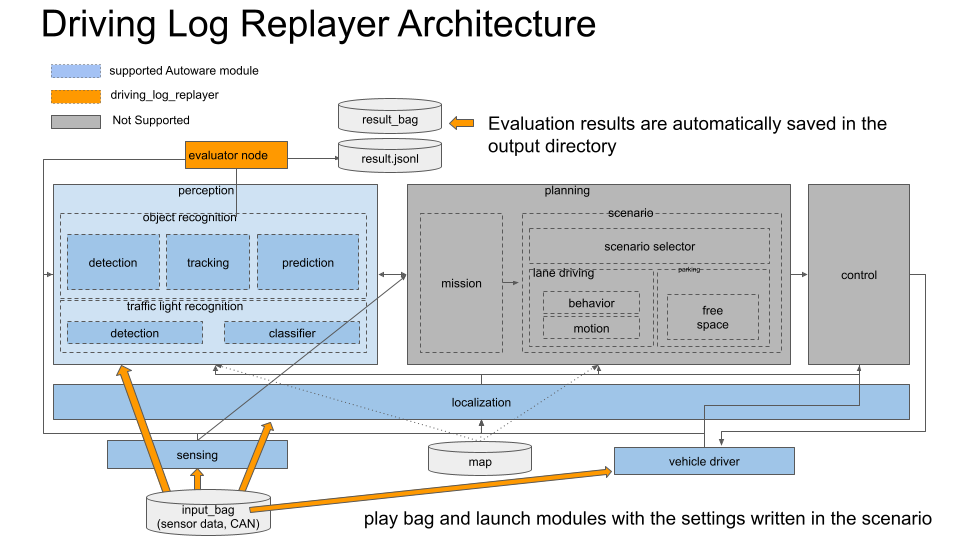 Driving Log Replayer Architecture
supported Autoware module
driving_log_replayer
Not Supported
result_bag
Evaluation results are automatically saved in the
output directory
evaluator node
result.jsonl
perception
planning
object recognition
scenario
detection
tracking
prediction
mission
scenario selector
control
lane driving
parking
behavior
motion
free
space
traffic light recognition
detection
classifier
localization
sensing
map
vehicle driver
input_bag
(sensor data, CAN)
play bag and launch modules with the settings written in the scenario